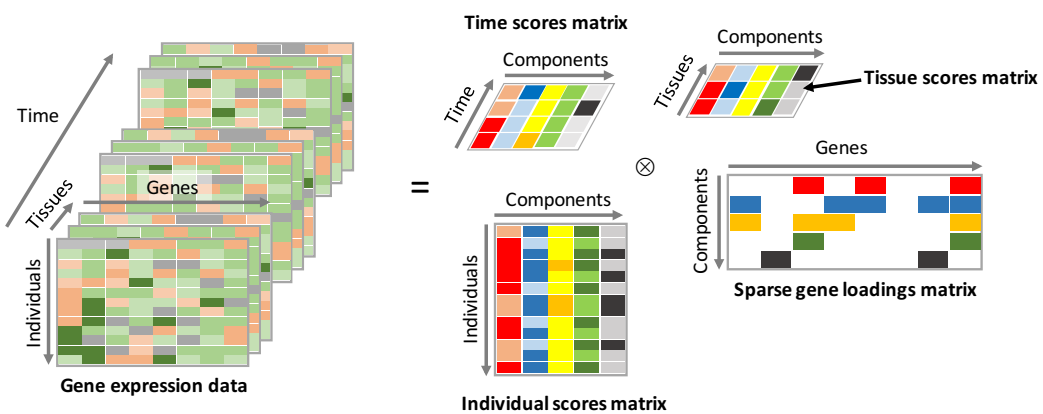 Time scores matrix
Components
Components
Time
Tissues
Tissue scores matrix
Time
Tissues
Genes
=
⊗
Genes
Components
Individuals
Components
Individuals
Sparse gene loadings matrix
Gene expression data
Individual scores matrix